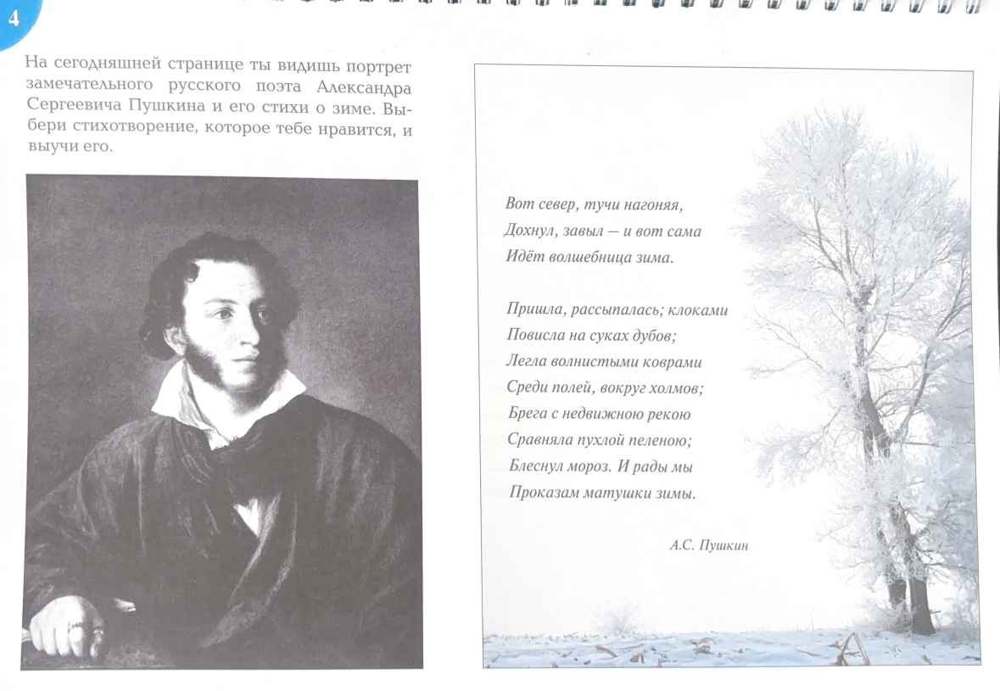 4
На сегодняшней странице ты видишь портрет
замечательного русского поэта Александра
Сергеевича Пушкина и его стихи о зиме. Вы-
бери стихотворение, которое тебе нравится, и
выучи его.
Вот север, тучи нагоняя,
Дохнул, завыл – и вот сама
Идёт волшебница зима.
Пришла, рассыпалась; клоками
Повисла на суках дубов;
Легла волнистыми коврами
Среди полей, вокруг холмов;
Брега с недвижною рекою
Сравняла пухлой пеленою;
Блеснул мороз. И рады мы
Проказам матушки зимы.
А.С. Пушкин